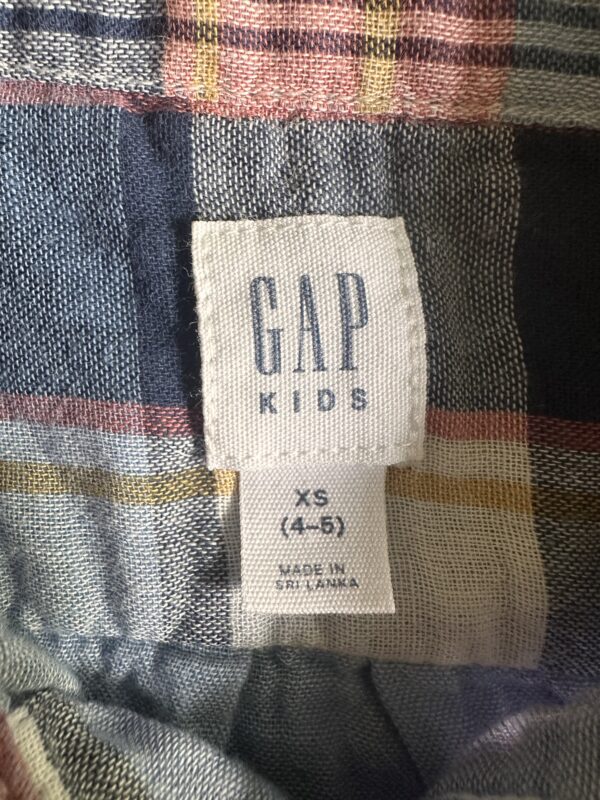 GAP
KIDS
XS
(4–5)
MADE IN
SRI LANKA